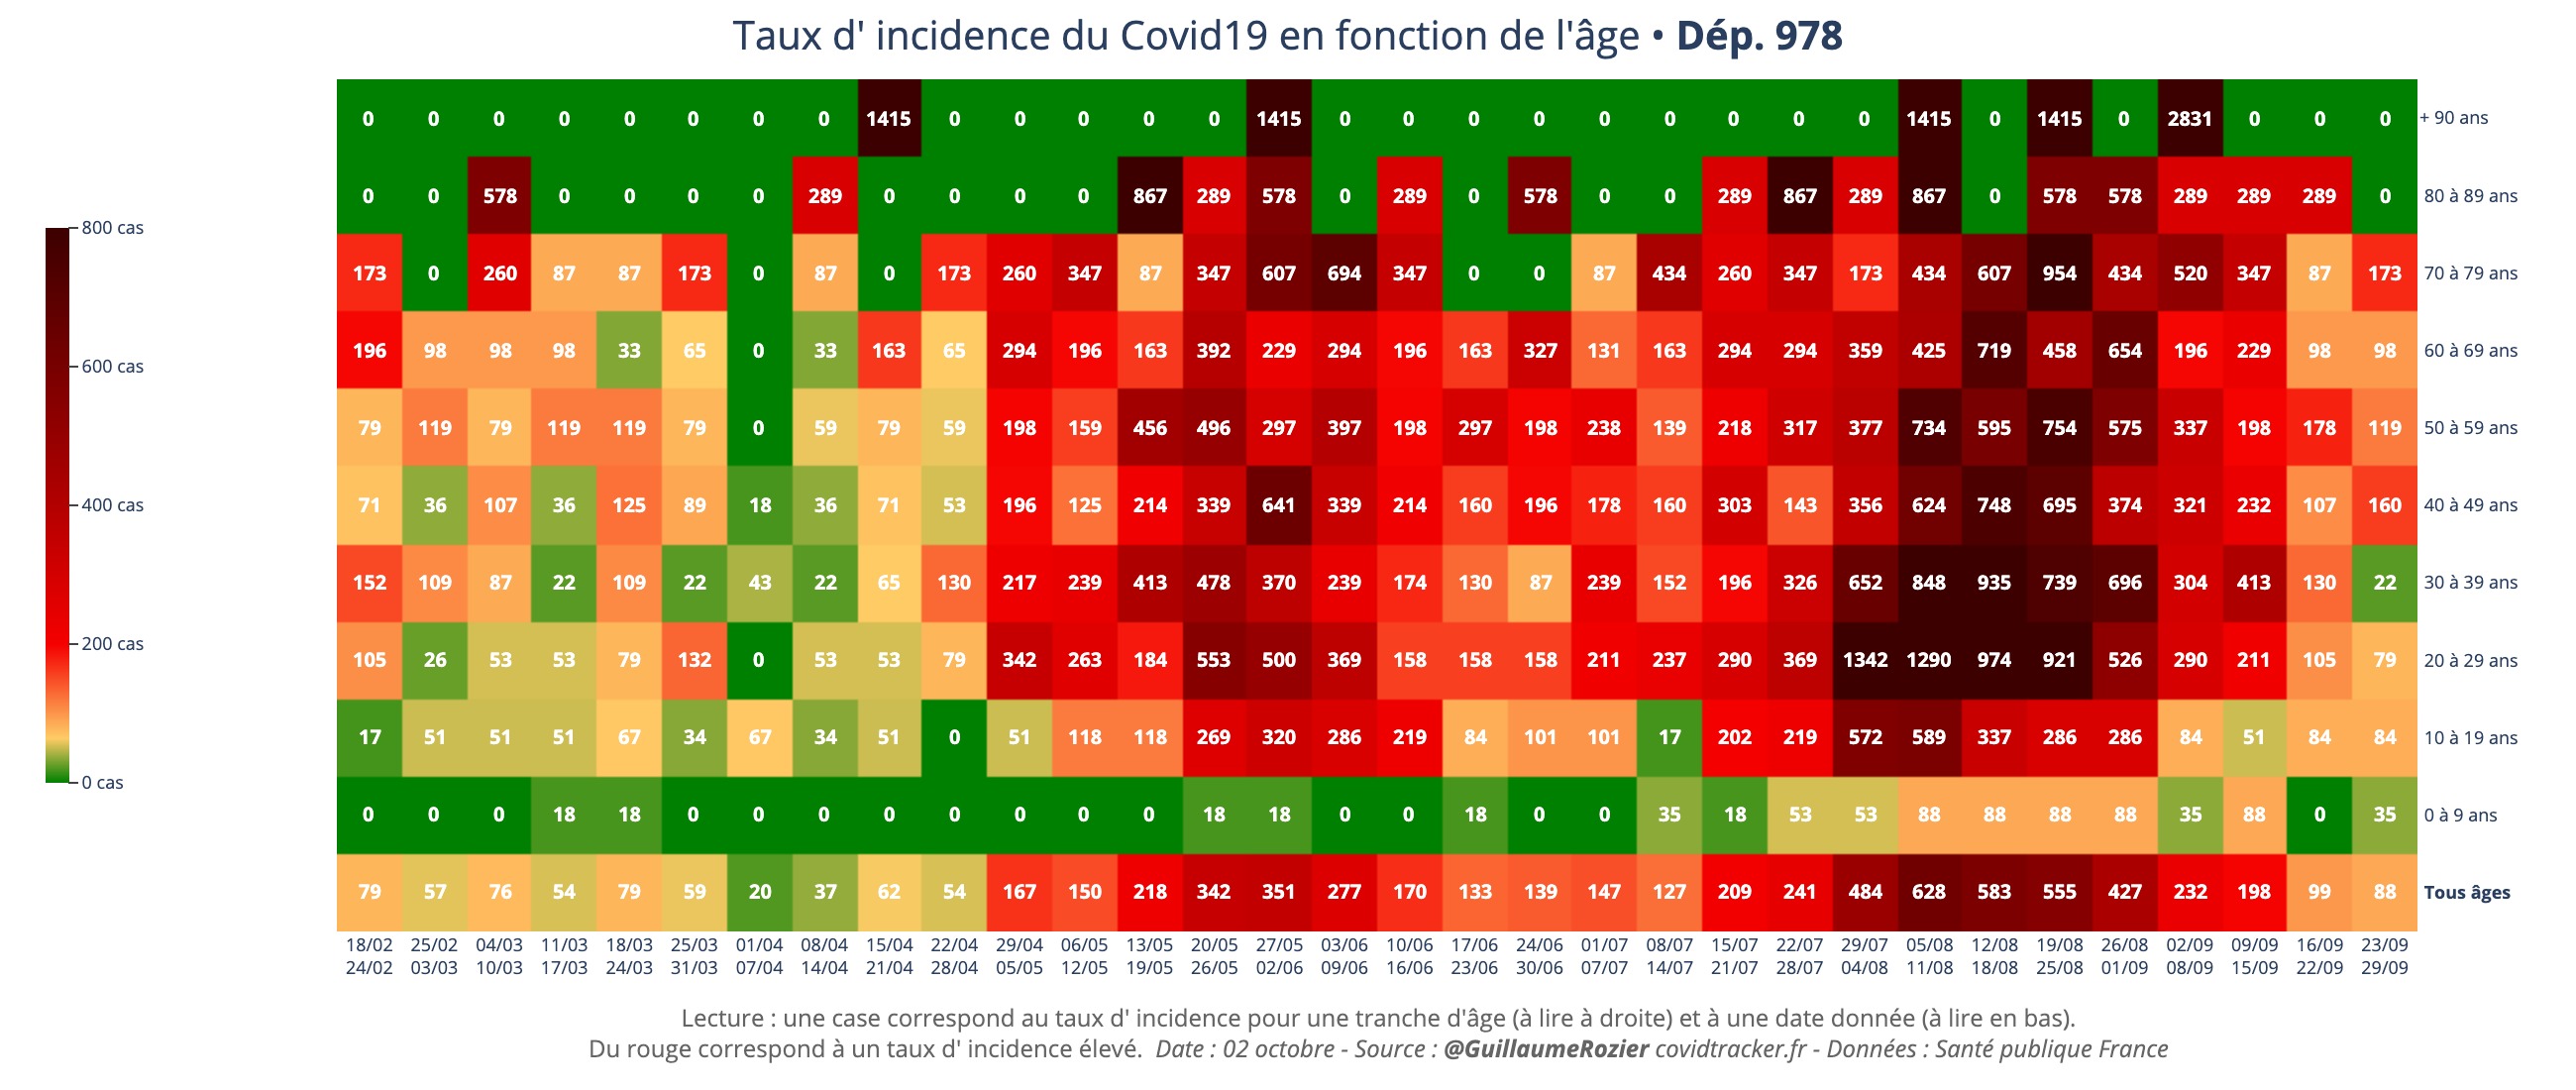 Taux d' incidence du Covid19 en fonction de l'âge • Dép. 978
0 0 0 0 0 0 0 0 1415 0 0 0 0 0 1415 0 0 0 0 0 0 0 0 0 1415 0 1415 0 2831 0 0 0 + 90 ans
0 0 578 0 0 0 0 289 0 0 0 0 867 289 578 0 289 0 578 0 0 289 867 289 867 0 578 578 289 289 289 0 80 à 89 ans
800 cas
173 0 260 87 87 173 0 87 0 173 260 347 87 347 607 694 347 0 0 87 434 260 347 173 434 607 954 434 520 347 87 173 70 à 79 ans
196 98 98 98 33 65 0 33 163 65 294 196 163 392 229 294 196 163 327 131 163 294 294 359 425 719 458 654 196 229 98 98 60 à 69 ans
600 cas
79 119 79 119 119 79 0 59 79 59 198 159 456 496 297 397 198 297 198 238 139 218 317 377 734 595 754 575 337 198 178 119 50 à 59 ans
400 cas
71 36 107 36 125 89 18 36 71 53 196 125 214 339 641 339 214 160 196 178 160 303 143 356 624 748 695 374 321 232 107 160 40 à 49 ans
152 109 87 22 109 22 43 22 65 130 217 239 413 478 370 239 174 130 87 239 152 196 326 652 848 935 739 696 304 413 130 22 30 à 39 ans
200 cas
105 26 53 53 79 132 0 53 53 79 342 263 184 553 500 369 158 158 158 211 237 290 369 1342 1290 974 921 526 290 211 105 79 20 à 29 ans
17 51 51 51 67 34 67 34 51 0 51 118 118 269 320 286 219 84 101 101 17 202 219 572 589 337 286 286 84 51 84 84 10 à 19 ans
0 cas
0 0 0 18 18 0 0 0 0 0 0 0 0 18 18 0 0 18 0 0 35 18 53 53 88 88 88 88 35 88 0 35 0 à 9 ans
79 57 76 54 79 59 20 37 62 54 167 150 218 342 351 277 170 133 139 147 127 209 241 484 628 583 555 427 232 198 99 88 Tous âges
18/02 25/02 04/03 11/03 18/03 25/03 01/04 08/04 15/04 22/04 29/04 06/05 13/05 20/05 27/05 03/06 10/06 17/06 24/06 01/07 08/07 15/07 22/07 29/07 05/08 12/08 19/08 26/08 02/09 09/09 16/09 23/09
24/02 03/03 10/03 17/03 24/03 31/03 07/04 14/04 21/04 28/04 05/05 12/05 19/05 26/05 02/06 09/06 16/06 23/06 30/06 07/07 14/07 21/07 28/07 04/08 11/08 18/08 25/08 01/09 08/09 15/09 22/09 29/09
Lecture : une case correspond au taux d' incidence pour une tranche d'âge (à lire à droite) et à une date donnée (à lire en bas).
Du rouge correspond à un taux d' incidence élevé. Date : 02 octobre - Source : @GuillaumeRozier covidtracker.fr - Données : Santé publique France